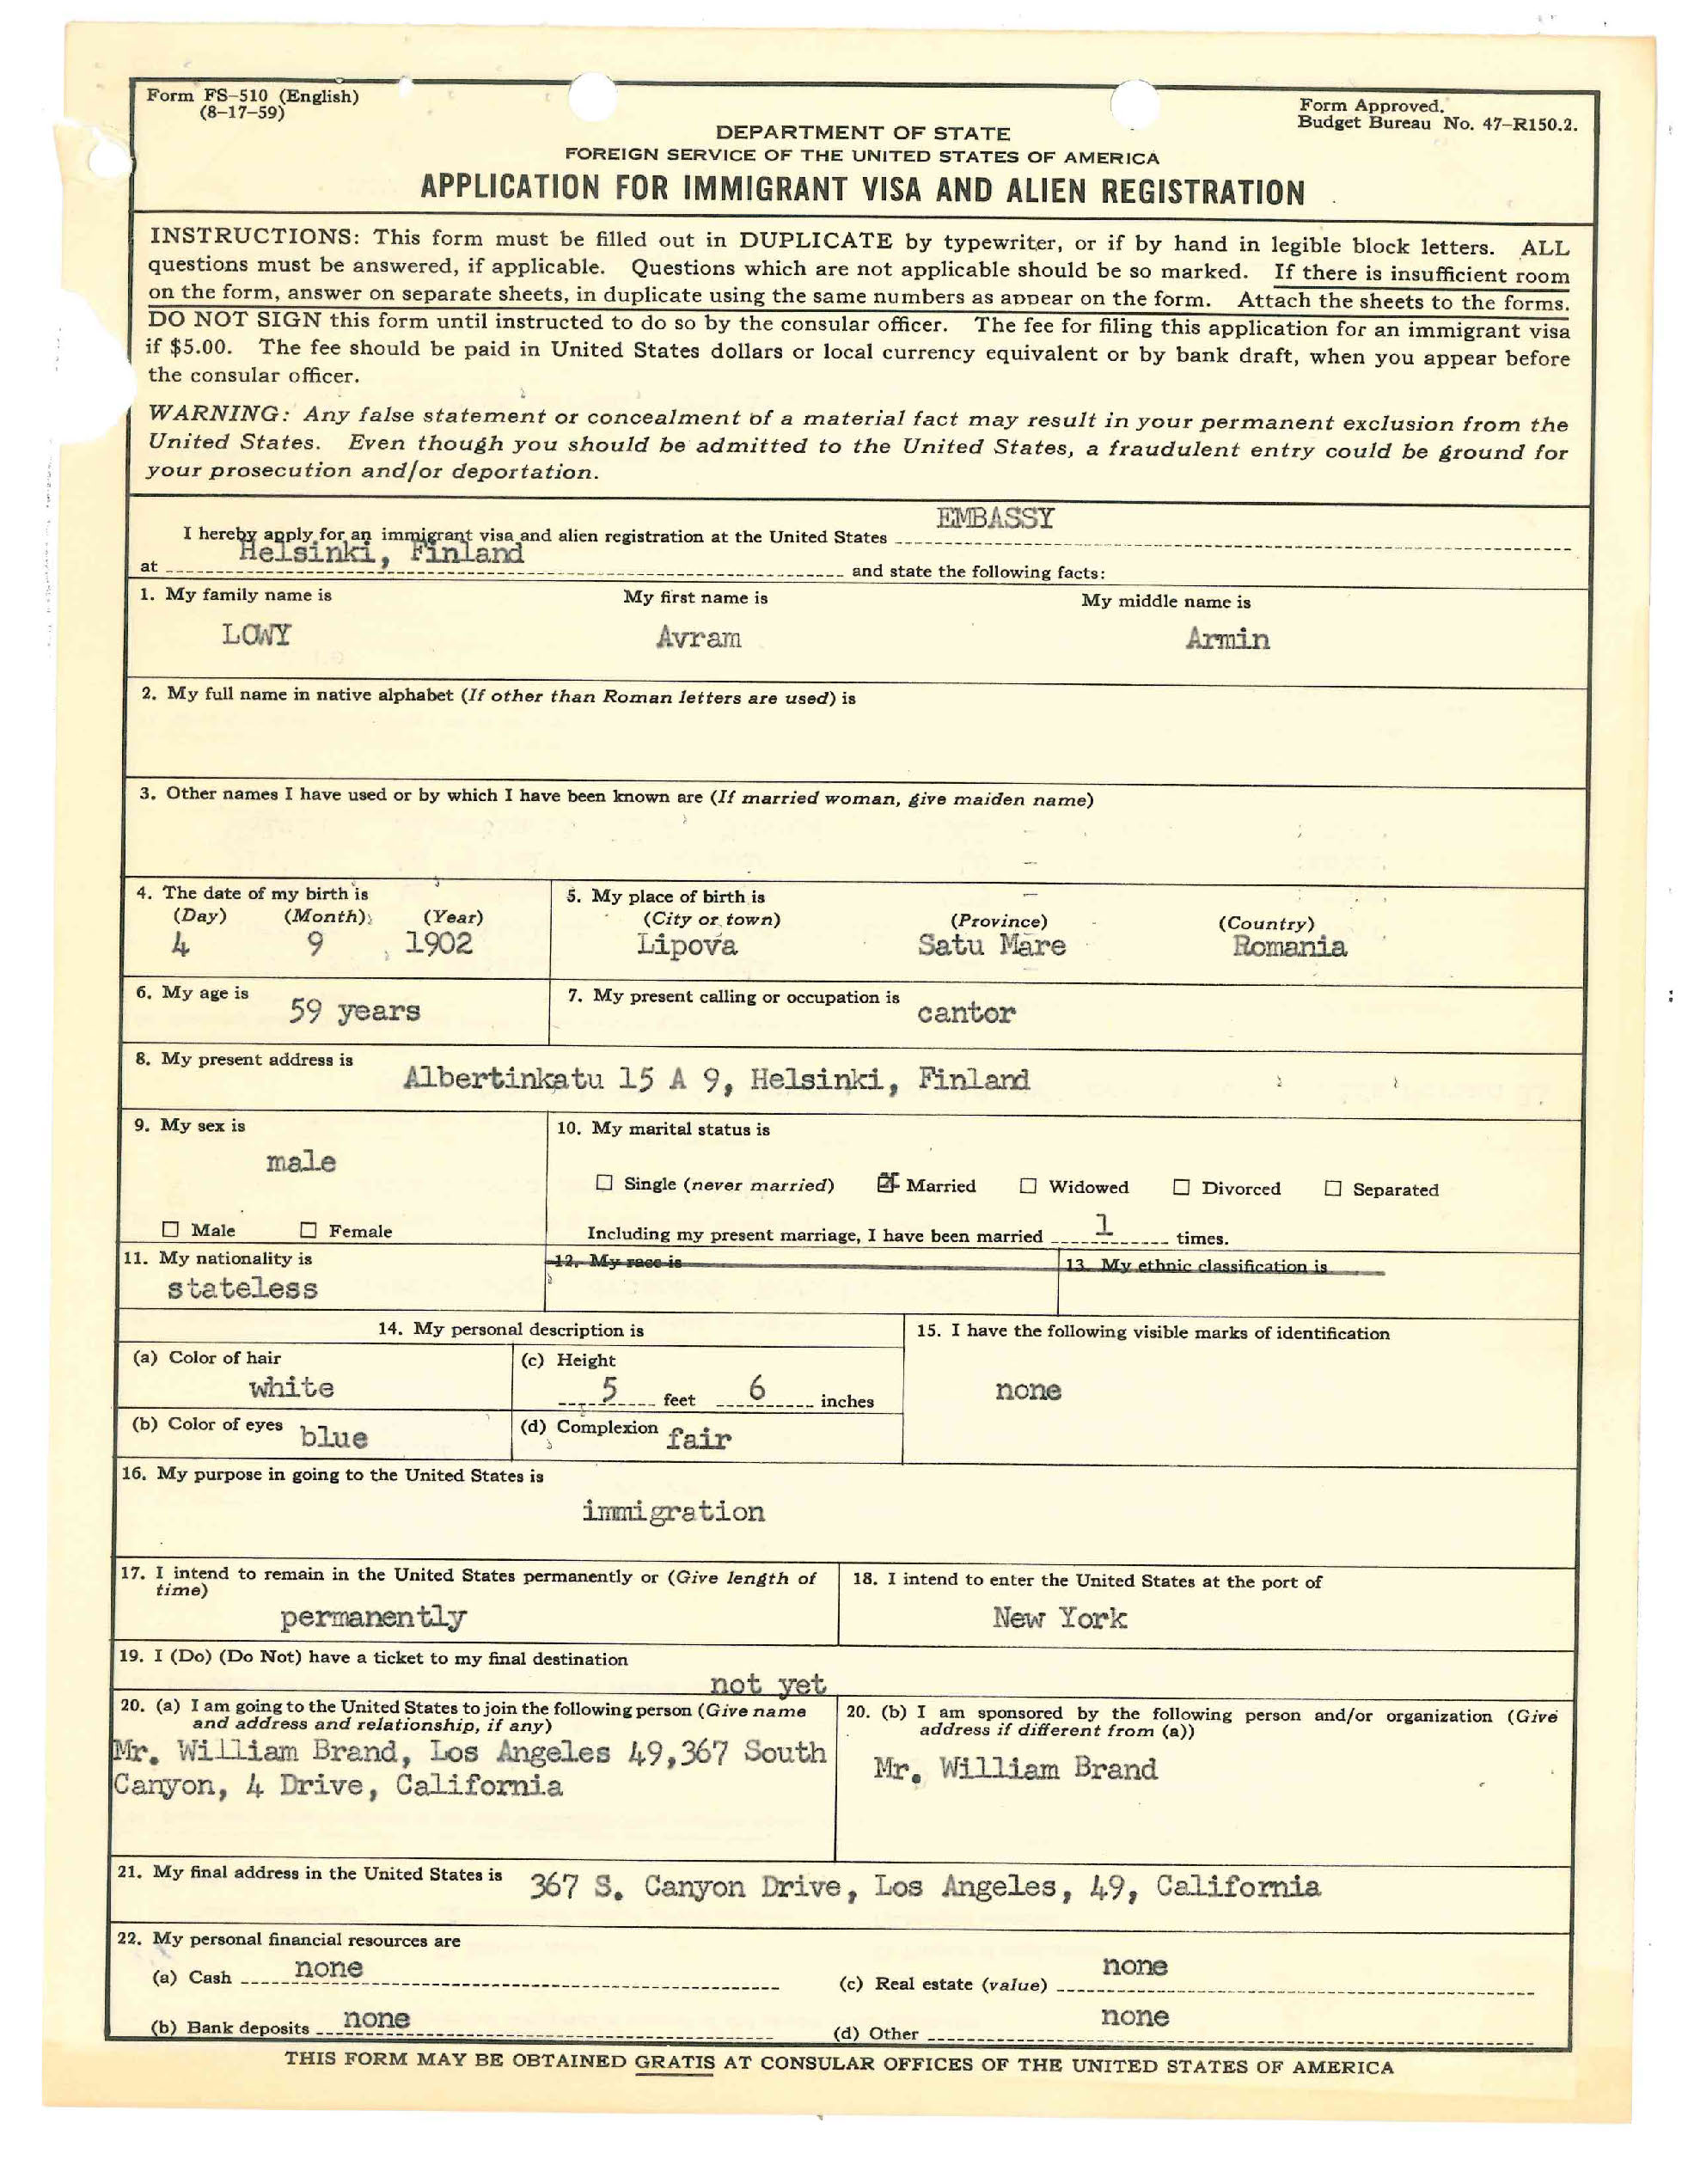 Form FS-510 (English)
(8-17-59)
Form Approved.
Budget Bureau No. 47-R150.2.
DEPARTMENT OF STATE
FOREIGN SERVICE OF THE UNITED STATES OF AMERICA
APPLICATION FOR IMMIGRANT VISA AND ALIEN REGISTRATION
INSTRUCTIONS: This form must be filled out in DUPLICATE by typewriter, or if by hand in legible block letters. ALL
questions must be answered, if applicable. Questions which are not applicable should be so marked. If there is insufficient room
on the form, answer on separate sheets, in duplicate using the same numbers as appear on the form. Attach the sheets to the forms.
DO NOT SIGN this form until instructed to do so by the consular officer. The fee for filing this application for an immigrant visa
if $5.00. The fee should be paid in United States dollars or local currency equivalent or by bank draft, when you appear before
the consular officer.
WARNING: Any false statement or concealment of a material fact may result in your permanent exclusion from the
United States. Even though you should be admitted to the United States, a fraudulent entry could be ground for
your prosecution and/or deportation.
I hereby apply for an immigrant visa and alien registration at the United States EMBASSY
at Helsinki, Finland and state the following facts:
1. My family name is My first name is My middle name is
LOWY Avram Armin
2. My full name in native alphabet (If other than Roman letters are used) is
3. Other names I have used or by which I have been known are (If married woman, give maiden name)
4. The date of my birth is
(Day) (Month) (Year)
4 9 1902
5. My place of birth is
(City or town) (Province) (Country)
Lipova Satu Mare Romania
6. My age is 59 years
7. My present calling or occupation is cantor
8. My present address is Albertinkatu 15 A 9, Helsinki, Finland
9. My sex is
male
☐ Male ☐ Female
10. My marital status is
☐ Single (never married) ☒ Married ☐ Widowed ☐ Divorced ☐ Separated
Including my present marriage, I have been married 1 times.
11. My nationality is
stateless
12. My race is
13. My ethnic classification is
14. My personal description is
(a) Color of hair
white
(c) Height
5 feet 6 inches
(b) Color of eyes blue
(d) Complexion fair
15. I have the following visible marks of identification
none
16. My purpose in going to the United States is
immigration
17. I intend to remain in the United States permanently or (Give length of
time)
permanently
18. I intend to enter the United States at the port of
New York
19. I (Do) (Do Not) have a ticket to my final destination
not yet
20. (a) I am going to the United States to join the following person (Give name
and address and relationship, if any)
Mr. William Brand, Los Angeles 49,367 South
Canyon, 4 Drive, California
20. (b) I am sponsored by the following person and/or organization (Give
address if different from (a))
Mr. William Brand
21. My final address in the United States is 367 S. Canyon Drive, Los Angeles, 49, California
22. My personal financial resources are
(a) Cash none
(c) Real estate (value) none
(b) Bank deposits none
(d) Other none
THIS FORM MAY BE OBTAINED GRATIS AT CONSULAR OFFICES OF THE UNITED STATES OF AMERICA